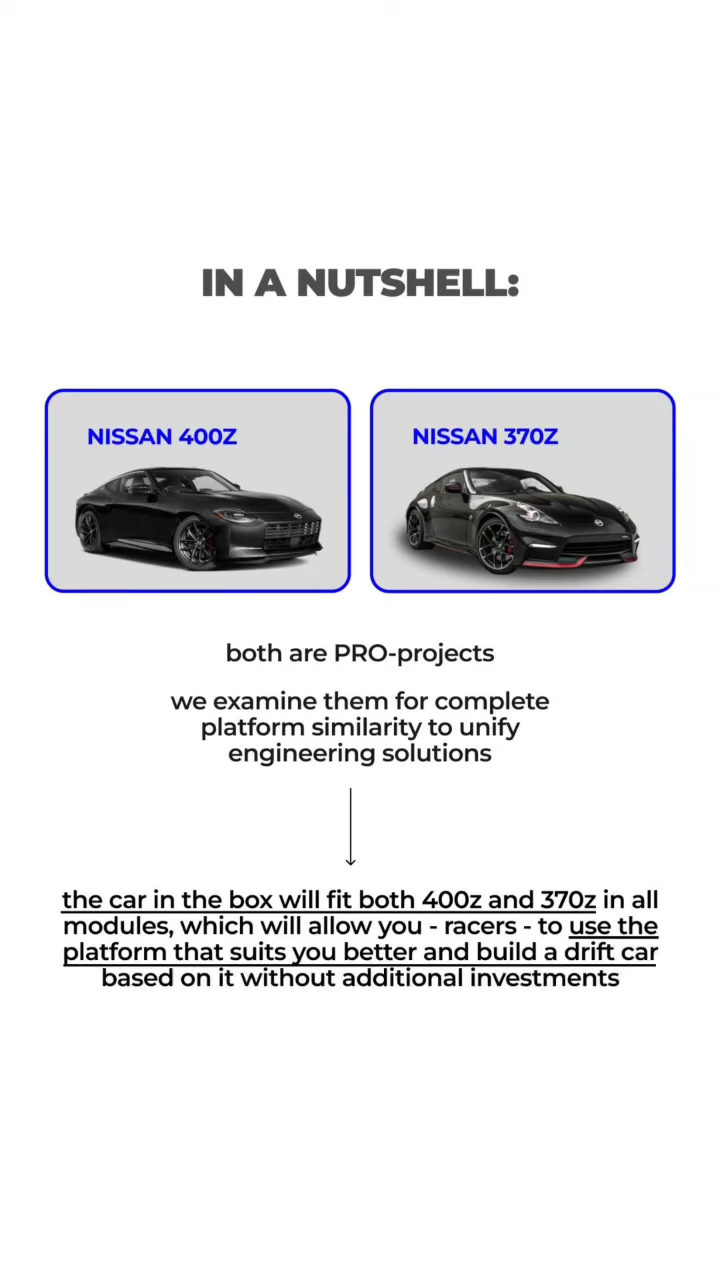 IN A NUTSHELL:
NISSAN 400Z
NISSAN 370Z
both are PRO-projects
we examine them for complete
platform similarity to unify
engineering solutions
the car in the box will fit both 400z and 370z in all
modules, which will allow you - racers - to use the
platform that suits you better and build a drift car
based on it without additional investments